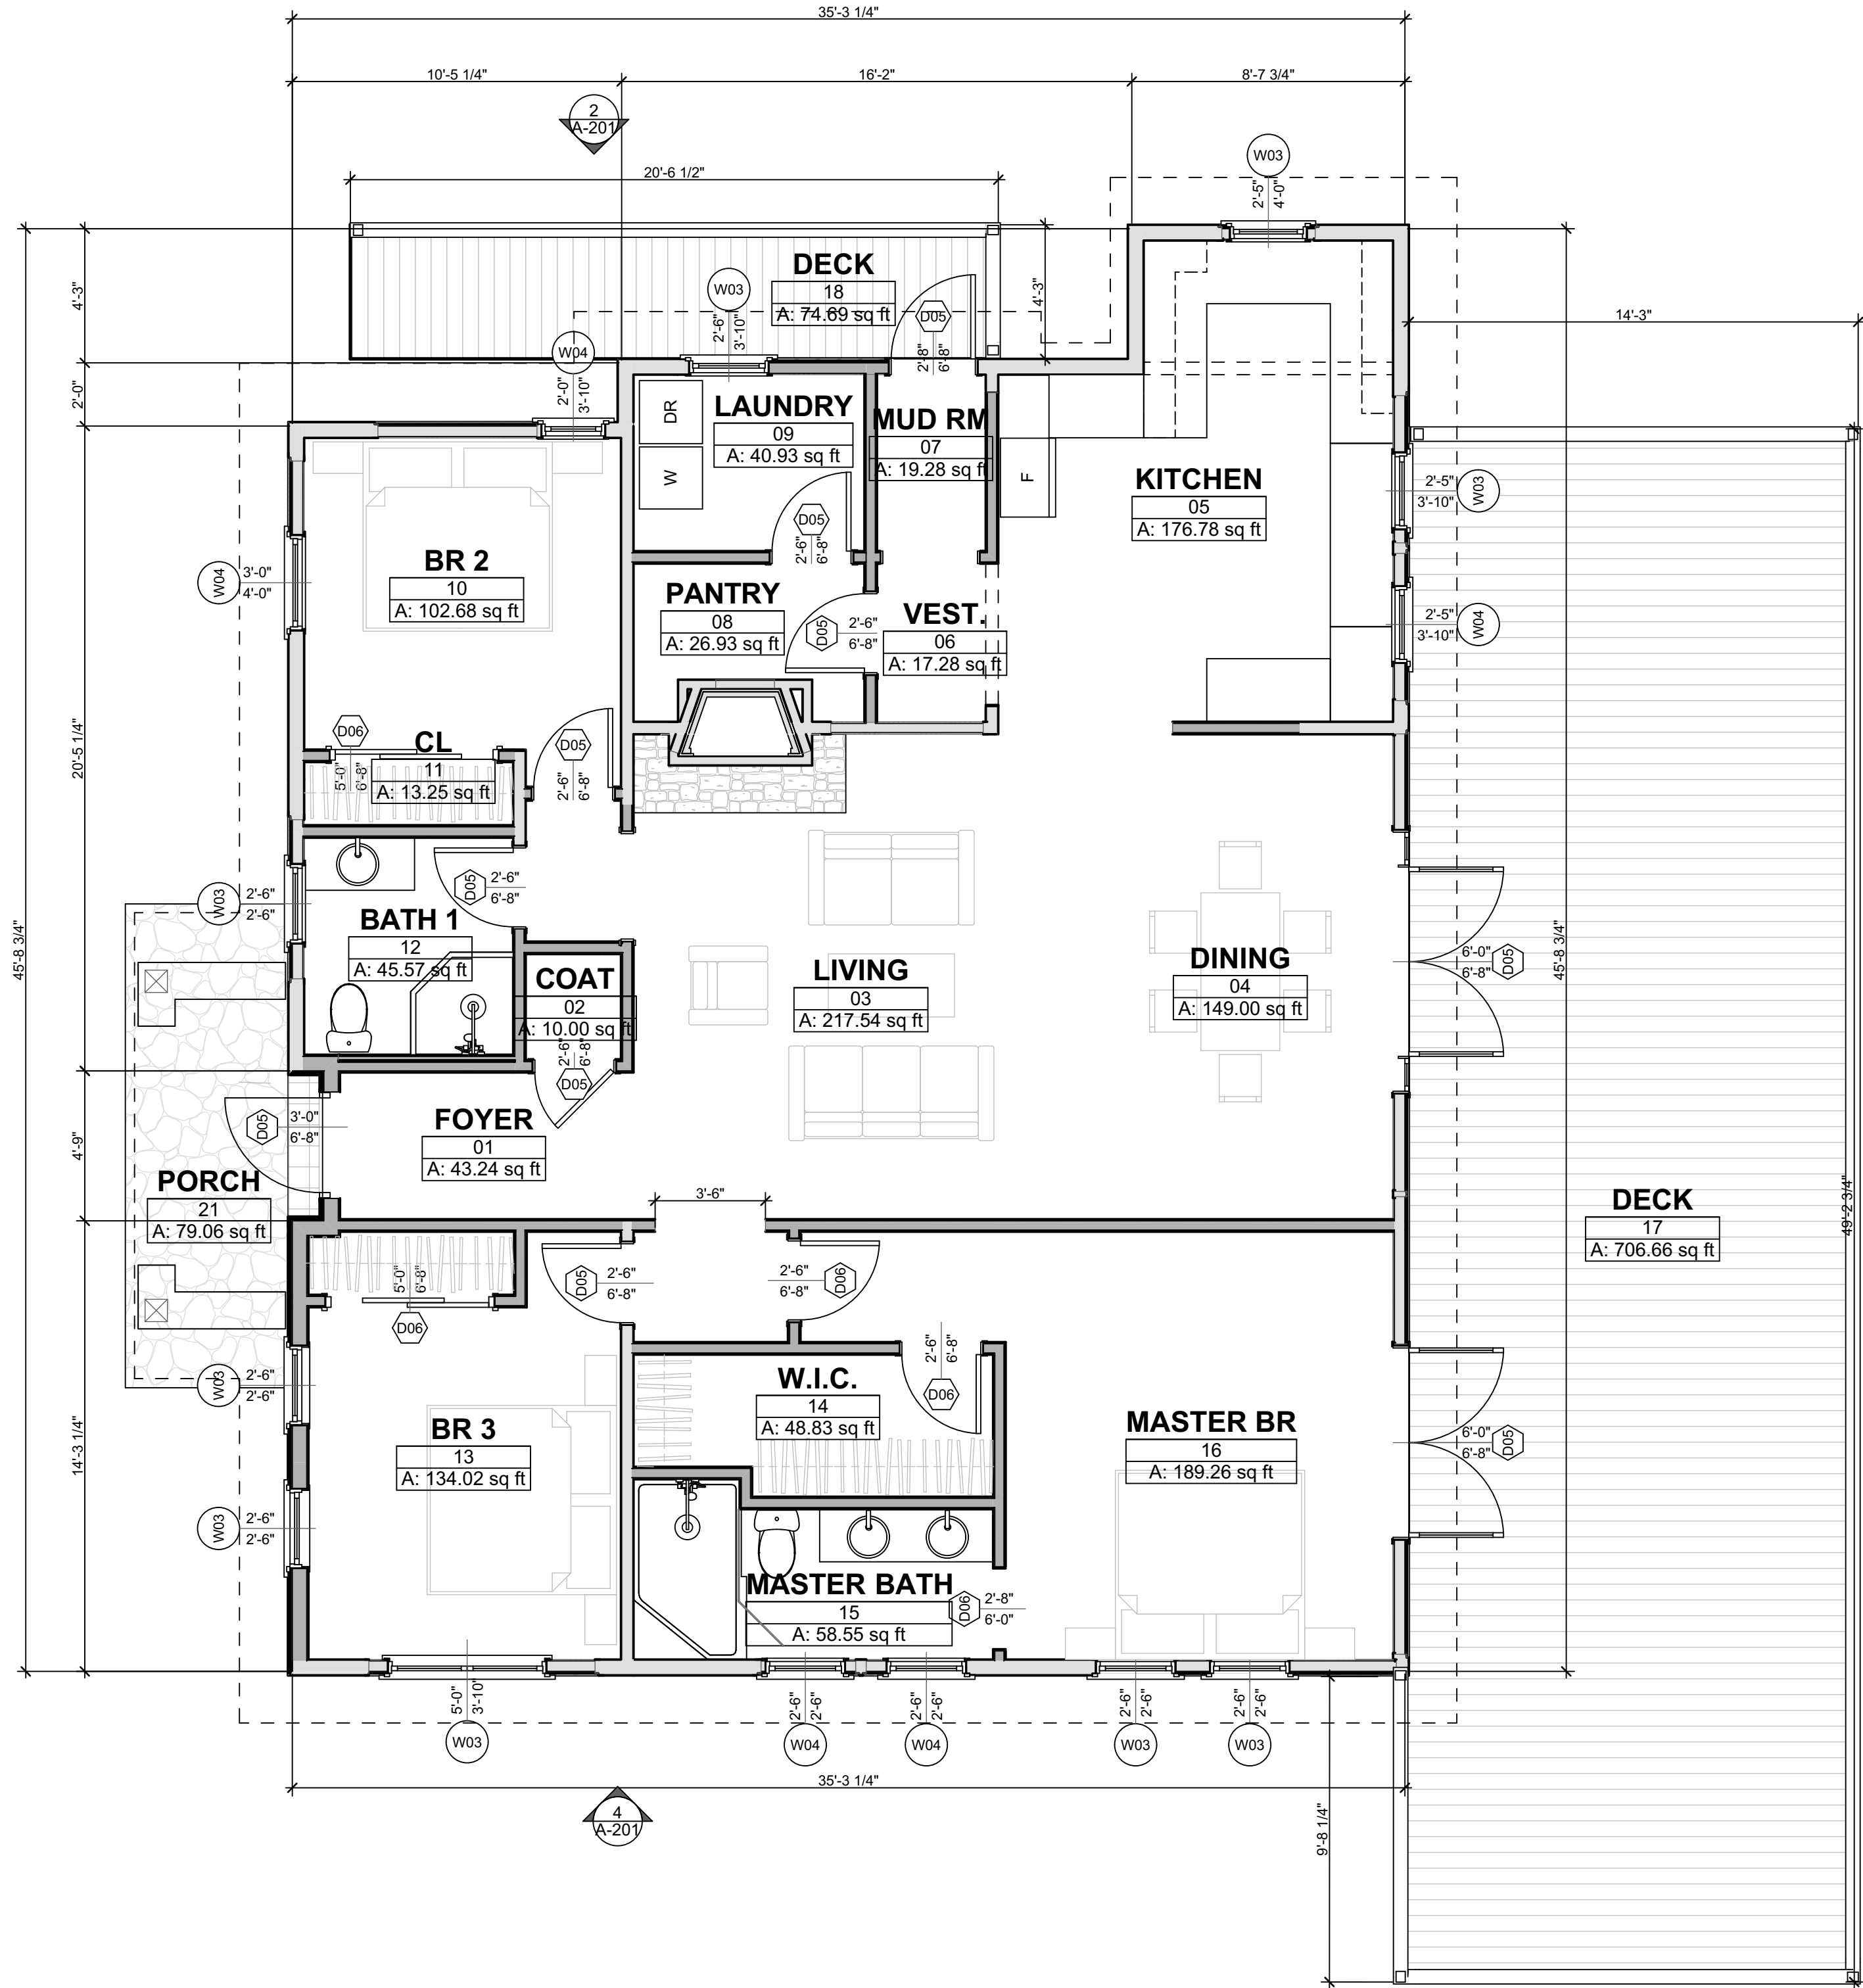 35'-3 1/4"
10'-5 1/4"
16'-2"
8'-7 3/4"
2
A-201
20'-6 1/2"
W03
2'-5"
4'-0"
DECK
18
A: 74.69 sq ft
W03
2'-6"
3'-10"
D05
2'-8"
6'-8"
4'-3"
4'-3"
14'-3"
W04
2'-0"
3'-10"
2'-0"
DR
W
LAUNDRY
09
A: 40.93 sq ft
MUD RM
07
A: 19.28 sq ft
F
KITCHEN
05
A: 176.78 sq ft
2'-5"
3'-10"
W03
D05
2'-6"
6'-8"
BR 2
10
A: 102.68 sq ft
W04
3'-0"
4'-0"
PANTRY
08
A: 26.93 sq ft
D05
2'-6"
6'-8"
VEST.
06
A: 17.28 sq ft
2'-5"
3'-10"
W04
20'-5 1/4"
D06
5'-0"
6'-8"
CL
11
A: 13.25 sq ft
D05
2'-6"
6'-8"
W03
2'-6"
2'-6"
D05
2'-6"
6'-8"
BATH 1
12
A: 45.57 sq ft
COAT
02
A: 10.00 sq ft
2'-6"
6'-8"
D05
LIVING
03
A: 217.54 sq ft
DINING
04
A: 149.00 sq ft
6'-0"
6'-8"
D05
45'-8 3/4"
45'-8 3/4"
D05
3'-0"
6'-8"
FOYER
01
A: 43.24 sq ft
4'-9"
PORCH
21
A: 79.06 sq ft
3'-6"
DECK
17
A: 706.66 sq ft
49'-2 3/4"
5'-0"
6'-8"
D06
D05
2'-6"
6'-8"
2'-6"
6'-8"
D06
2'-6"
6'-8"
D06
W03
2'-6"
2'-6"
W.I.C.
14
A: 48.83 sq ft
BR 3
13
A: 134.02 sq ft
MASTER BR
16
A: 189.26 sq ft
6'-0"
6'-8"
D05
14'-3 1/4"
W03
2'-6"
2'-6"
MASTER BATH
15
A: 58.55 sq ft
D06
2'-8"
6'-0"
5'-0"
3'-10"
W03
2'-6"
2'-6"
W04
2'-6"
2'-6"
W04
2'-6"
2'-6"
W03
2'-6"
2'-6"
W03
35'-3 1/4"
4
A-201
9'-8 1/4"